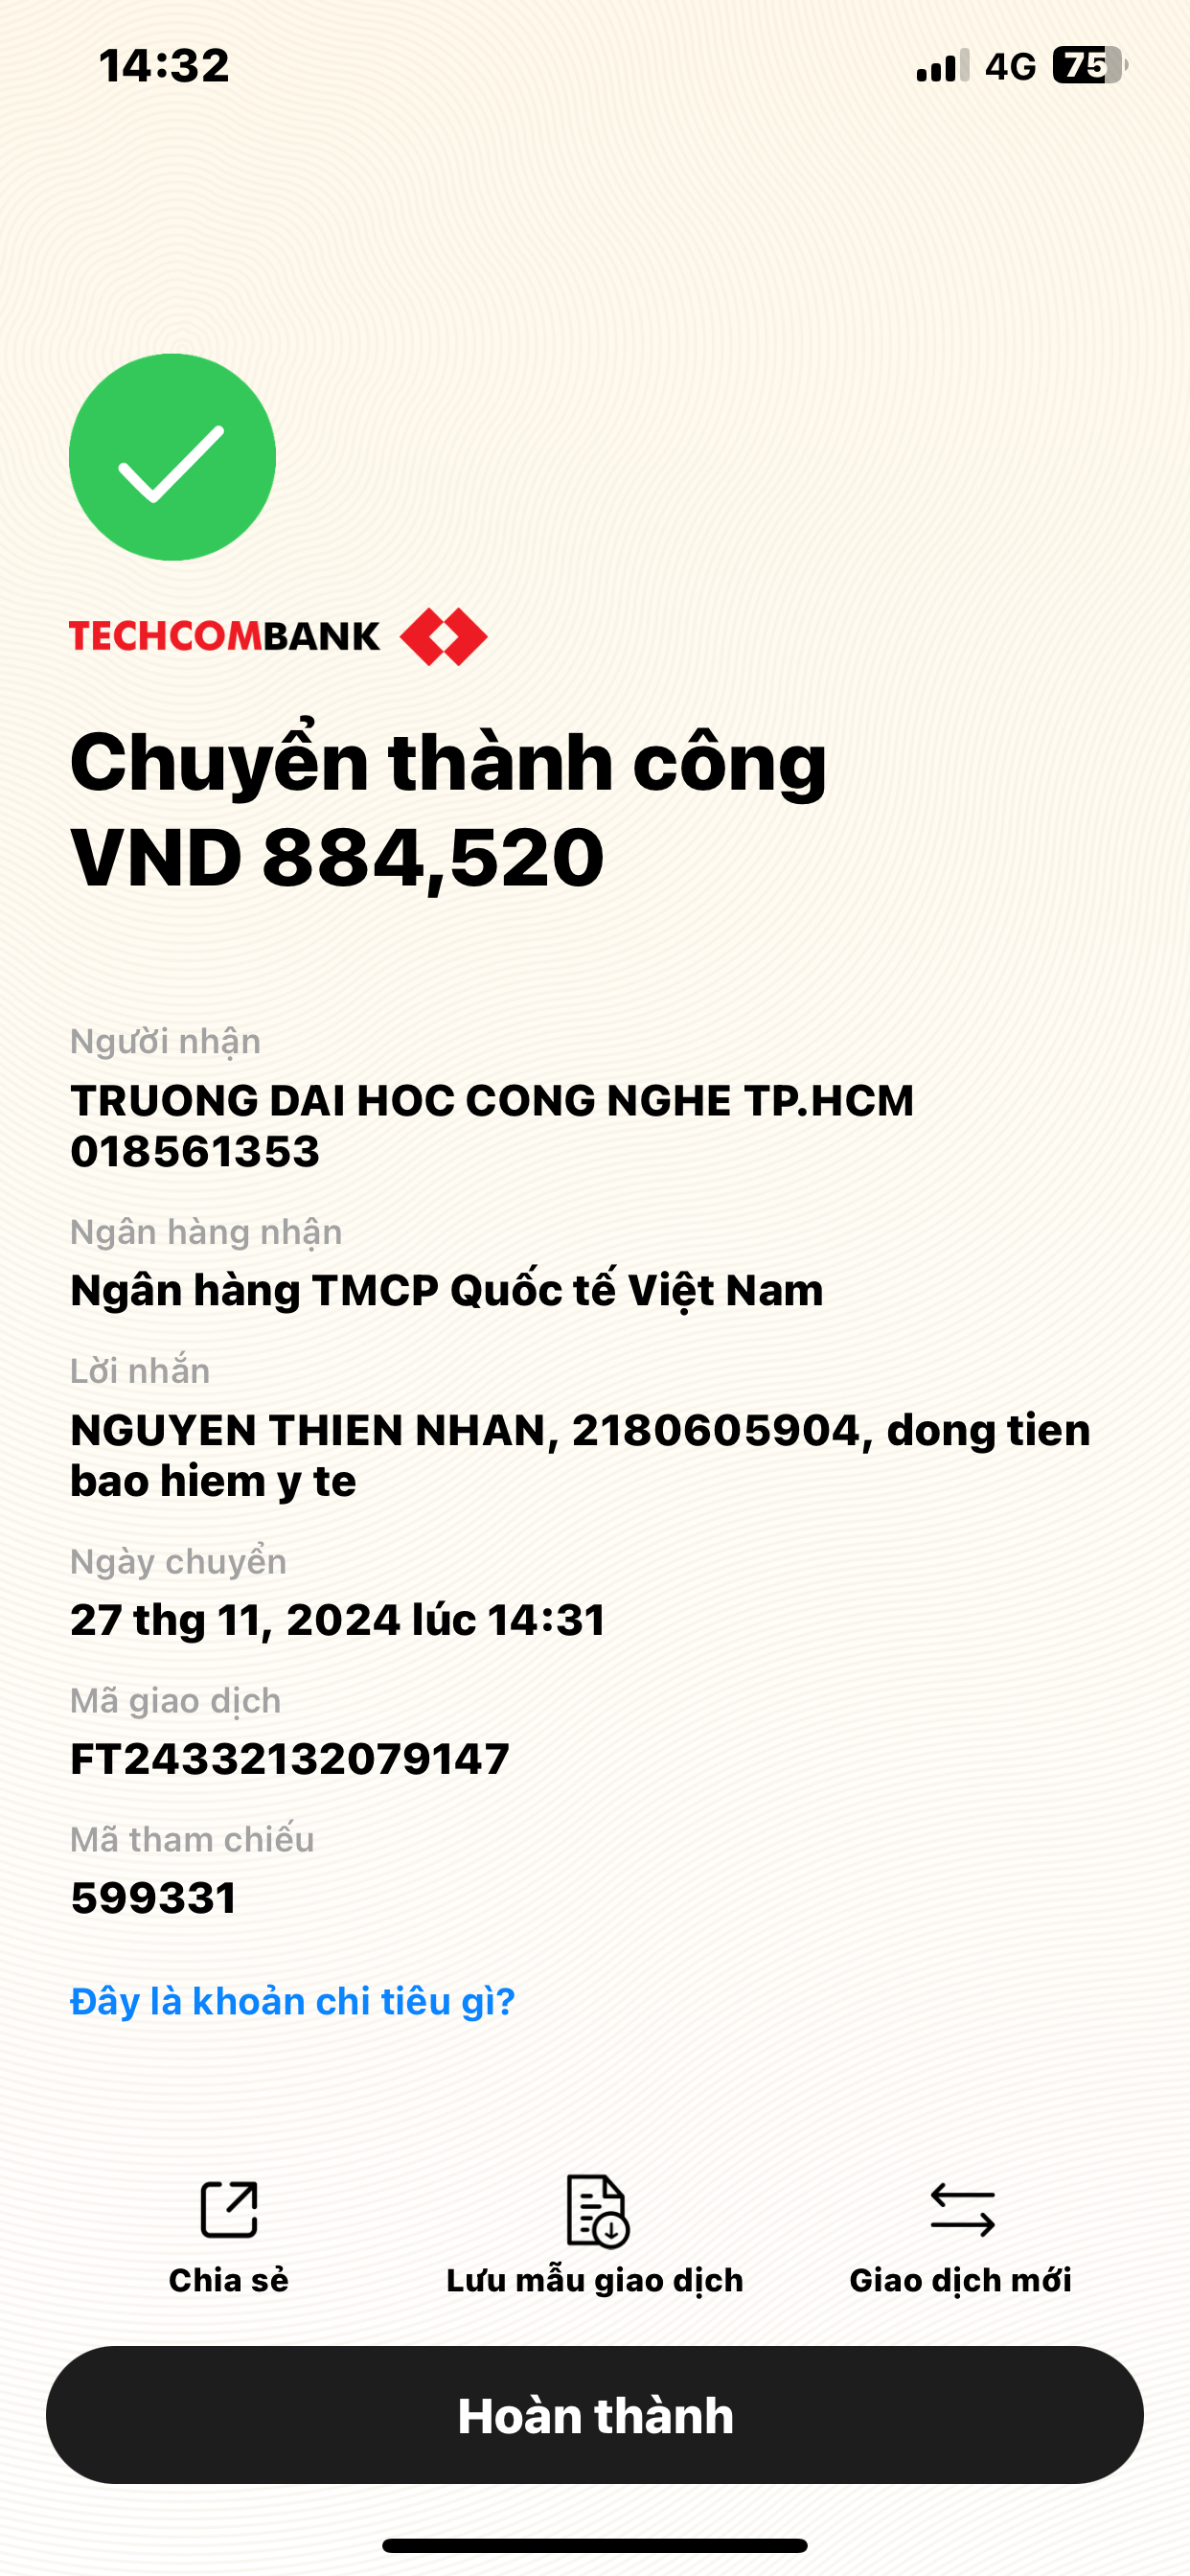 14:32
4G 75
TECHCOMBANK
Chuyển thành công
VND 884,520
Người nhận
TRUONG DAI HOC CONG NGHE TP.HCM
018561353
Ngân hàng nhận
Ngân hàng TMCP Quốc tế Việt Nam
Lời nhắn
NGUYEN THIEN NHAN, 2180605904, dong tien
bao hiem y te
Ngày chuyển
27 thg 11, 2024 lúc 14:31
Mã giao dịch
FT24332132079147
Mã tham chiếu
599331
Đây là khoản chi tiêu gì?
Chia sẻ
Lưu mẫu giao dịch
Giao dịch mới
Hoàn thành